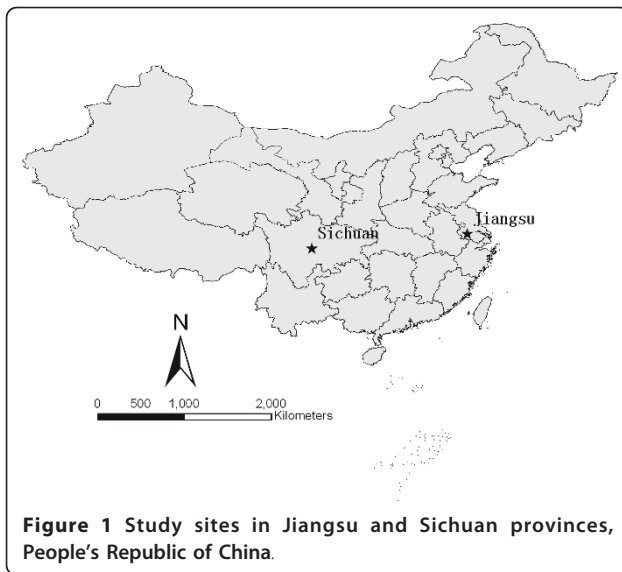 Jiangsu
Sichuan
N
0 500 1,000 2,000
Kilometers
Figure 1 Study sites in Jiangsu and Sichuan provinces,
People's Republic of China.